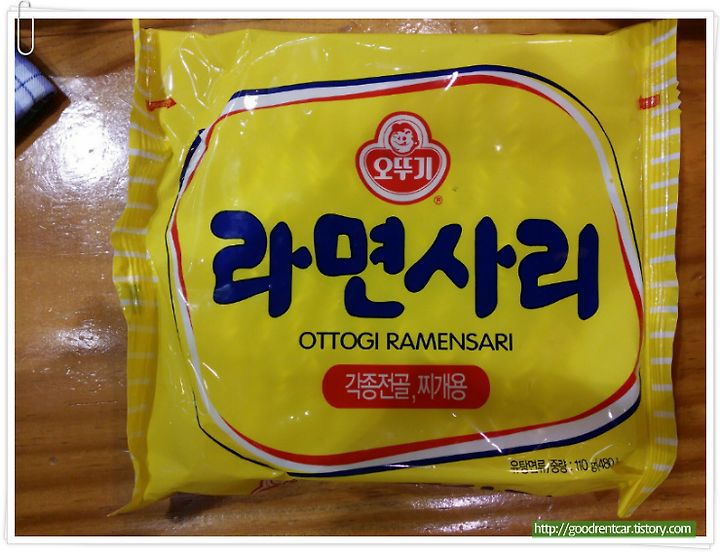 오뚜기
®
라면사리
OTTOGI RAMENSARI
각종전골, 찌개용
유탕면류/중량 : 110 g(480
http://goodrentcar.tistory.com